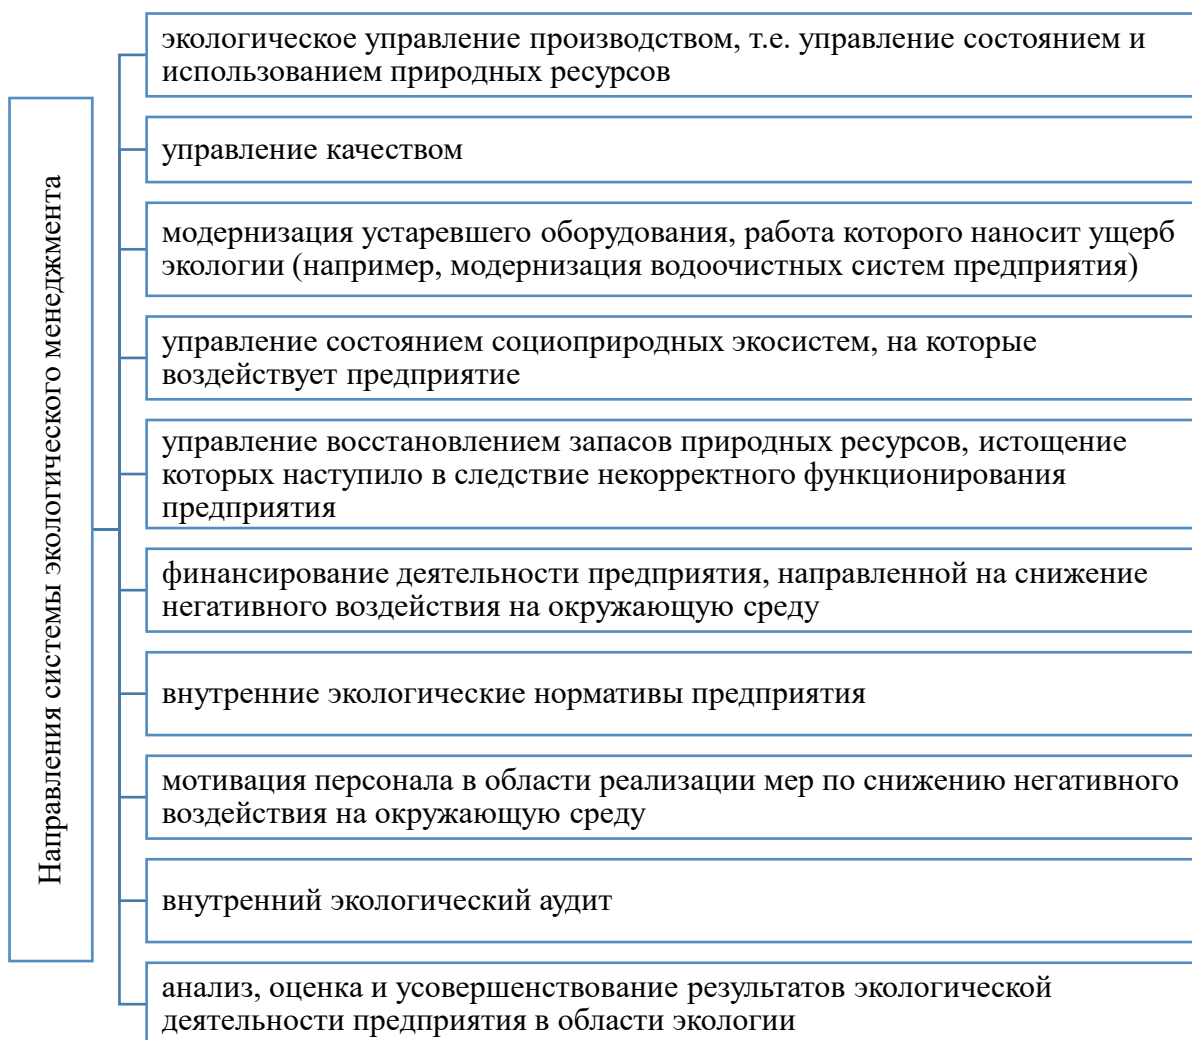 Направления системы экологического менеджмента
экологическое управление производством, т.е. управление состоянием и
использованием природных ресурсов
управление качеством
модернизация устаревшего оборудования, работа которого наносит ущерб
экологии (например, модернизация водоочистных систем предприятия)
управление состоянием социоприродных экосистем, на которые
воздействует предприятие
управление восстановлением запасов природных ресурсов, истощение
которых наступило в следствие некорректного функционирования
предприятия
финансирование деятельности предприятия, направленной на снижение
негативного воздействия на окружающую среду
внутренние экологические нормативы предприятия
мотивация персонала в области реализации мер по снижению негативного
воздействия на окружающую среду
внутренний экологический аудит
анализ, оценка и усовершенствование результатов экологической
деятельности предприятия в области экологии